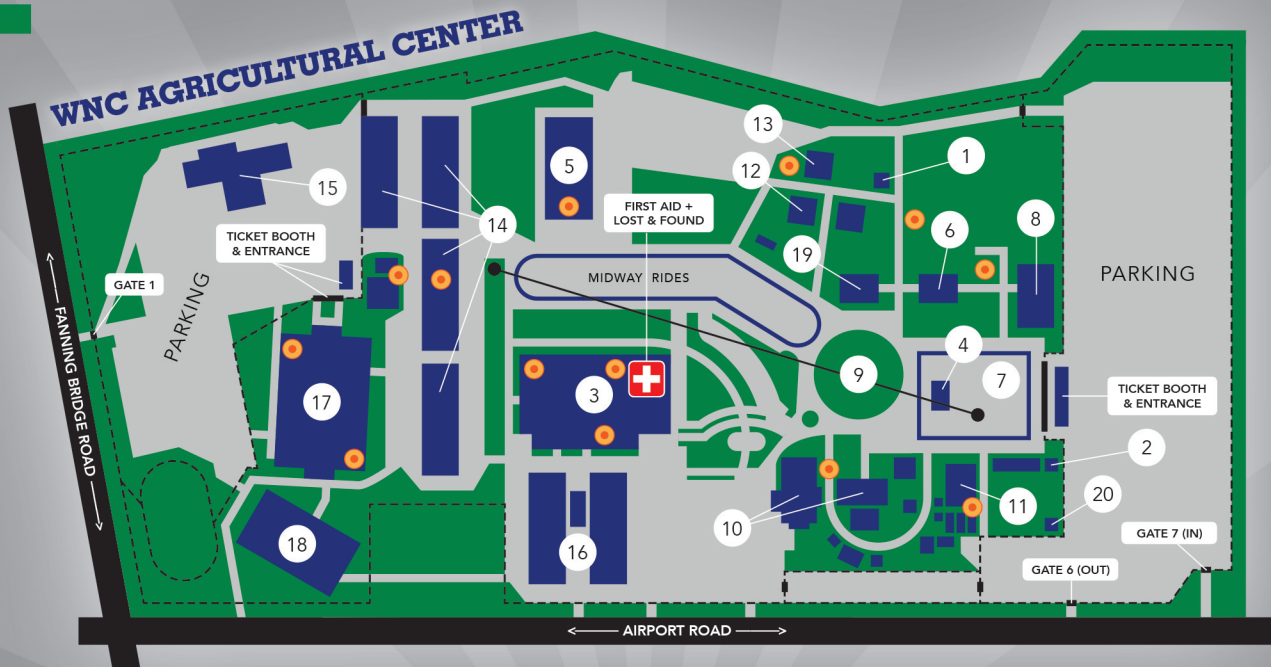 WNC AGRICULTURAL CENTER
13
1
5
12
15
FIRST AID +
LOST & FOUND
14
8
6
TICKET BOOTH
& ENTRANCE
19
MIDWAY RIDES
PARKING
GATE 1
PARKING
FANNING BRIDGE ROAD
4
9
7
3
TICKET BOOTH
& ENTRANCE
17
2
20
11
10
GATE 7 (IN)
18
16
GATE 6 (OUT)
AIRPORT ROAD